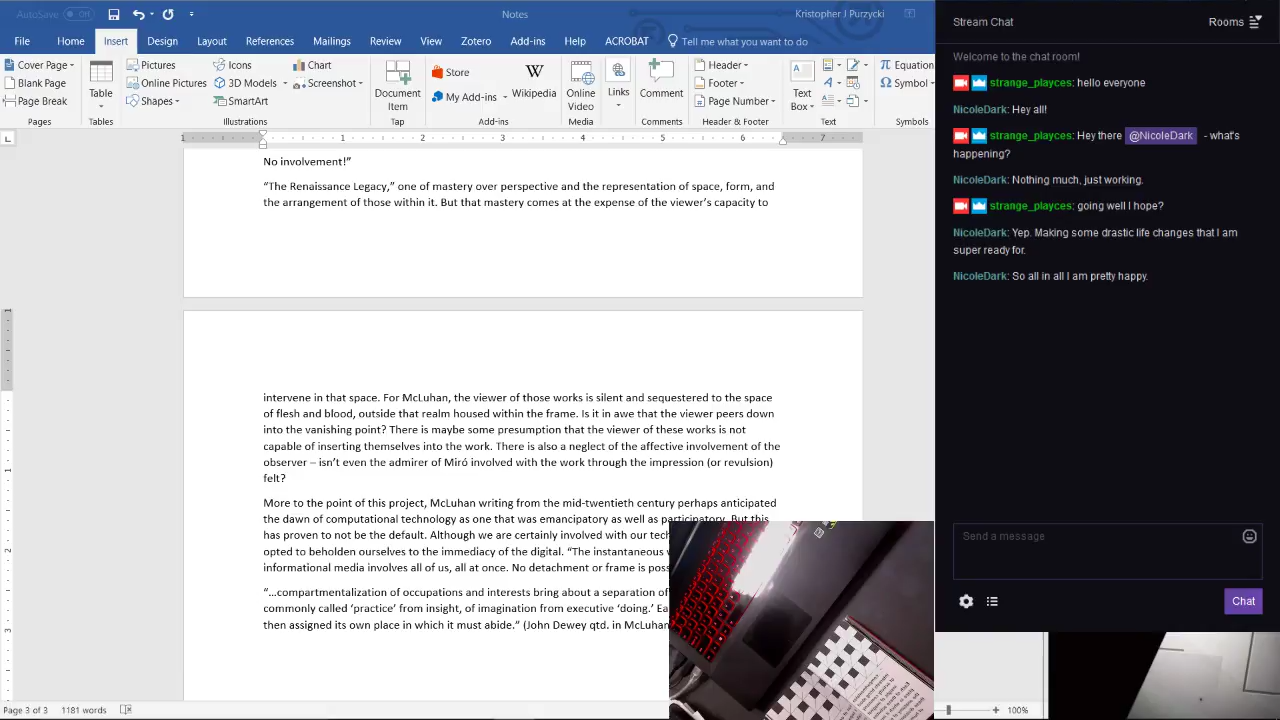 AutoSave Off
Notes
Kristopher J Purzycki
File Home Insert Design Layout References Mailings Review View Zotero Add-ins Help ACROBAT Tell me what you want to do
Cover Page
Blank Page
Page Break
Pages
Table
Tables
Pictures
Online Pictures
Shapes
Icons
3D Models
SmartArt
Chart
Screenshot
Illustrations
Document Item
Store
My Add-ins
Wikipedia
Add-ins
Online Video
Media
Links
Comment
Comments
Header
Footer
Page Number
Header & Footer
Text Box
Text
Equation
Symbol
Symbols
1 1 2 3 4 5 6 7
No involvement!”
“The Renaissance Legacy,” one of mastery over perspective and the representation of space, form, and
the arrangement of those within it. But that mastery comes at the expense of the viewer’s capacity to
intervene in that space. For McLuhan, the viewer of those works is silent and sequestered to the space
of flesh and blood, outside that realm housed within the frame. Is it in awe that the viewer peers down
into the vanishing point? There is maybe some presumption that the viewer of these works is not
capable of inserting themselves into the work. There is also a neglect of the affective involvement of the
observer – isn’t even the admirer of Miró involved with the work through the impression (or revulsion)
felt?
More to the point of this project, McLuhan writing from the mid-twentieth century perhaps anticipated
the dawn of computational technology as one that was emancipatory as well as participatory. But this
has proven to not be the default. Although we are certainly involved with our tech
opted to beholden ourselves to the immediacy of the digital. “The instantaneous
informational media involves all of us, all at once. No detachment or frame is poss
“…compartmentalization of occupations and interests bring about a separation of
commonly called ‘practice’ from insight, of imagination from executive ‘doing.’ Ea
then assigned its own place in which it must abide.” (John Dewey qtd. in McLuhan
Page 3 of 3 1181 words
100%
Stream Chat
Rooms
Welcome to the chat room!
strange_playces: hello everyone
NicoleDark: Hey all!
strange_playces: Hey there @NicoleDark - what's
happening?
NicoleDark: Nothing much, just working.
strange_playces: going well I hope?
NicoleDark: Yep. Making some drastic life changes that I am
super ready for.
NicoleDark: So all in all I am pretty happy.
Send a message
Chat